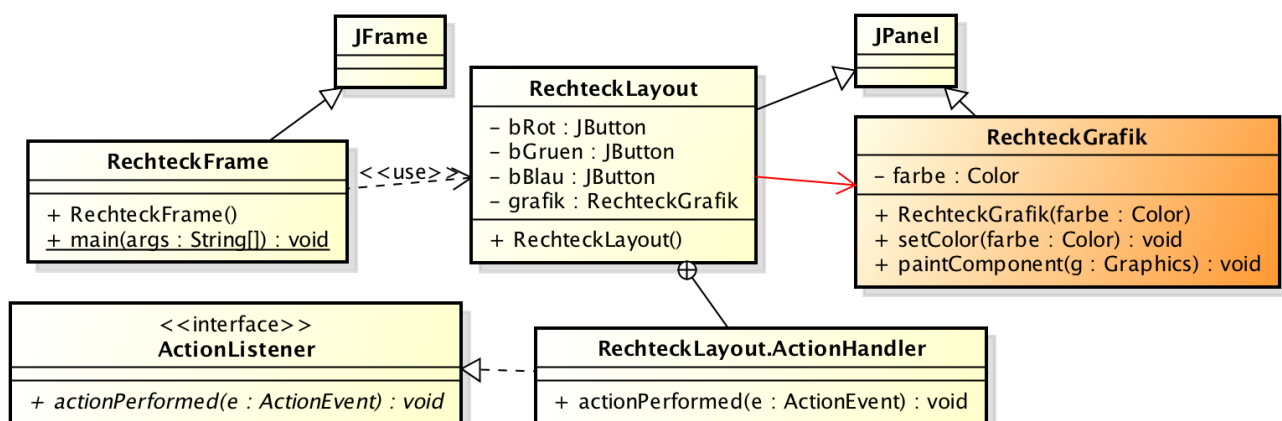 JFrame
JPanel
RechteckLayout
– bRot : JButton
– bGruen : JButton
– bBlau : JButton
– grafik : RechteckGrafik
+ RechteckLayout()
RechteckGrafik
– farbe : Color
+ RechteckGrafik(farbe : Color)
+ setColor(farbe : Color) : void
+ paintComponent(g : Graphics) : void
RechteckFrame
+ RechteckFrame()
+ main(args : String[]) : void
<<use>>
<<interface>>
ActionListener
+ actionPerformed(e : ActionEvent) : void
RechteckLayout.ActionHandler
+ actionPerformed(e : ActionEvent) : void